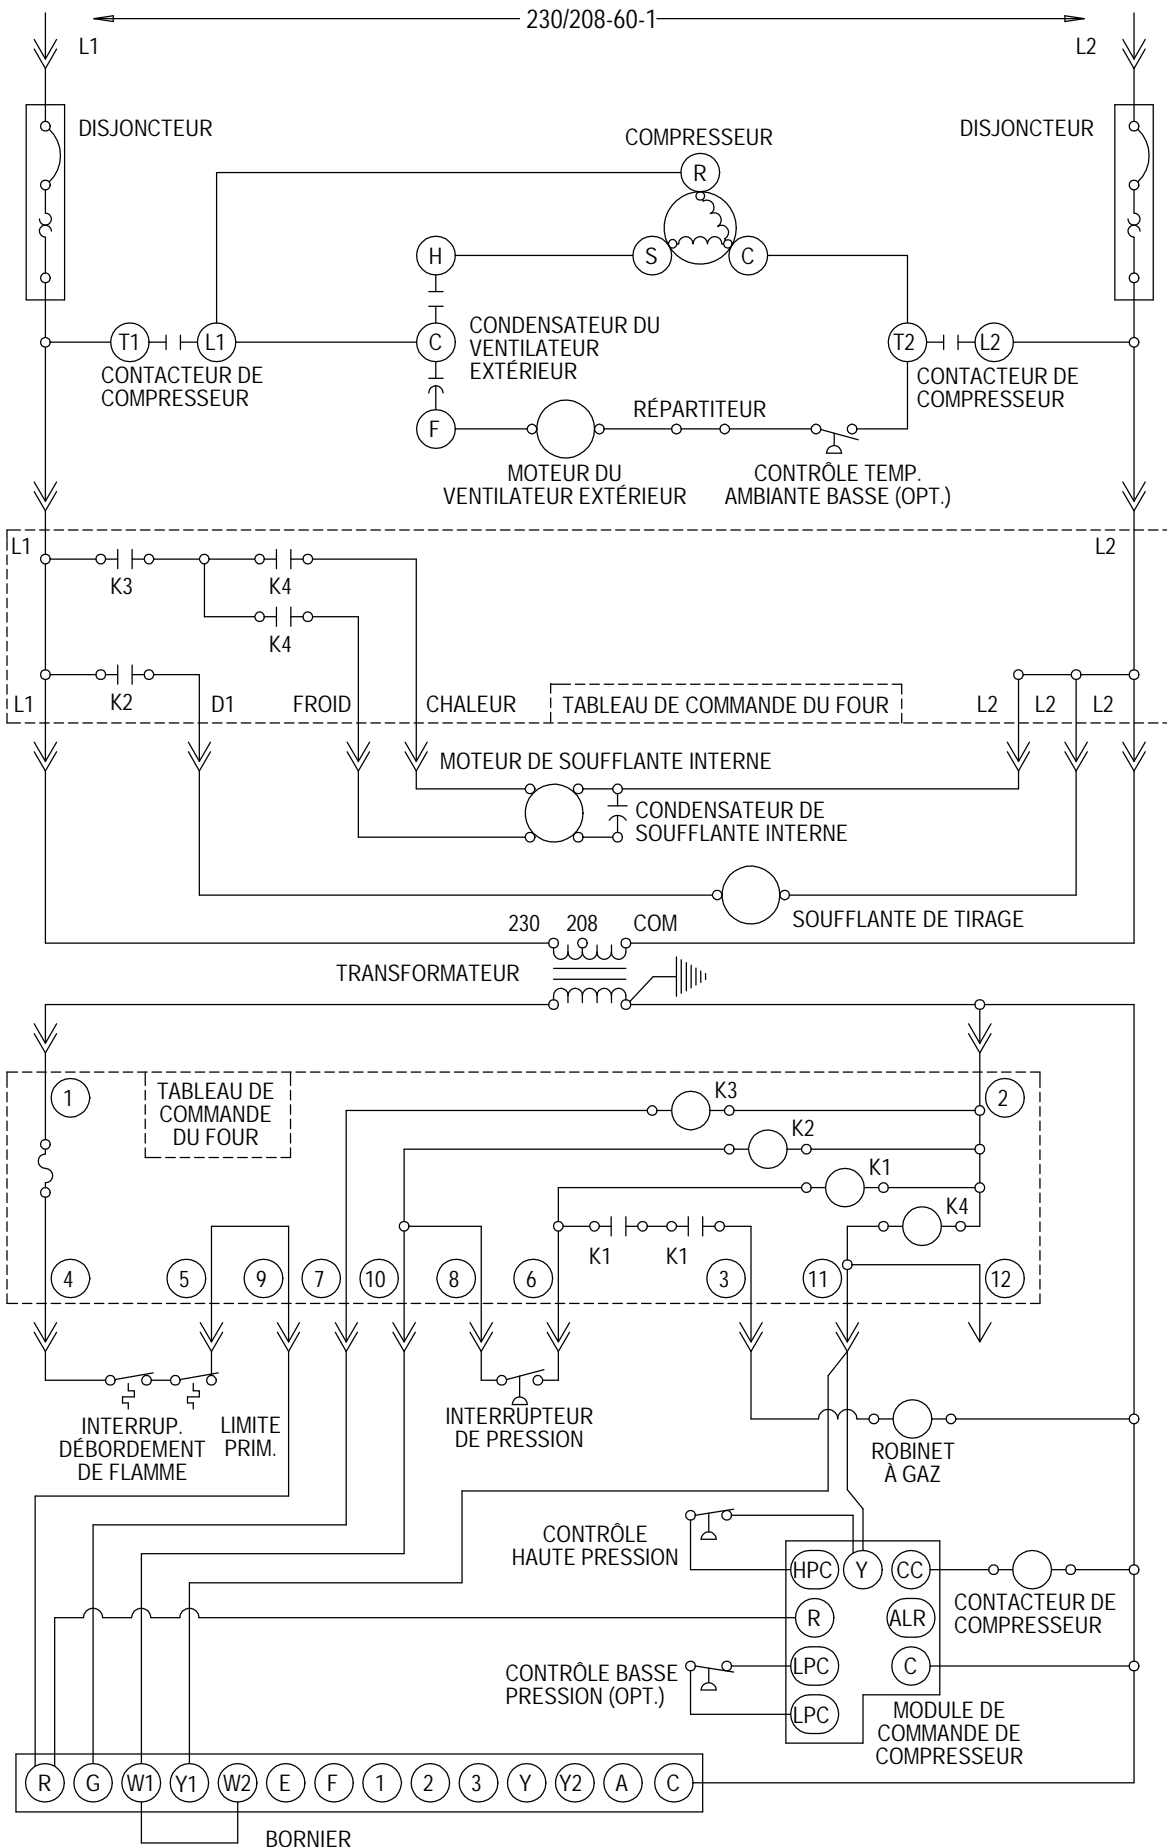 230/208-60-1
L1
L2
DISJONCTEUR
DISJONCTEUR
COMPRESSEUR
R
S
C
H
C
F
CONDENSATEUR DU
VENTILATEUR
EXTÉRIEUR
T1
L1
CONTACTEUR DE
COMPRESSEUR
T2
L2
CONTACTEUR DE
COMPRESSEUR
RÉPARTITEUR
MOTEUR DU
VENTILATEUR EXTÉRIEUR
CONTRÔLE TEMP.
AMBIANTE BASSE (OPT.)
L1
L2
K3
K4
K4
K2
L1
D1
FROID
CHALEUR
TABLEAU DE COMMANDE DU FOUR
L2
L2
L2
MOTEUR DE SOUFFLANTE INTERNE
CONDENSATEUR DE
SOUFFLANTE INTERNE
SOUFFLANTE DE TIRAGE
230
208
COM
TRANSFORMATEUR
1
TABLEAU DE
COMMANDE
DU FOUR
K3
2
K2
K1
K4
K1
K1
4
5
9
7
10
8
6
3
11
12
INTERRUP.
DÉBORDEMENT
DE FLAMME
LIMITE
PRIM.
INTERRUPTEUR
DE PRESSION
ROBINET
À GAZ
CONTRÔLE
HAUTE PRESSION
HPC
Y
CC
CONTACTEUR DE
COMPRESSEUR
R
ALR
CONTRÔLE BASSE
PRESSION (OPT.)
LPC
C
LPC
MODULE DE
COMMANDE DE
COMPRESSEUR
R
G
W1
Y1
W2
E
F
1
2
3
Y
Y2
A
C
BORNIER